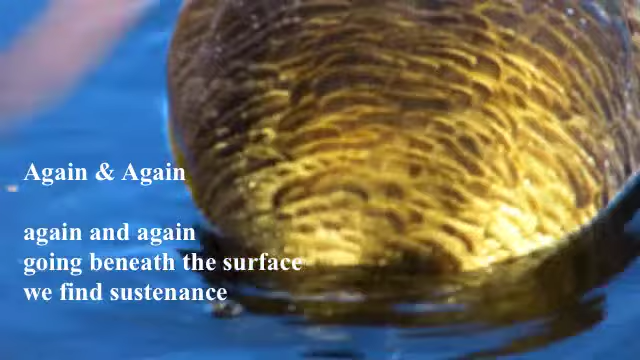 Again & Again
again and again
going beneath the surface
we find sustenance